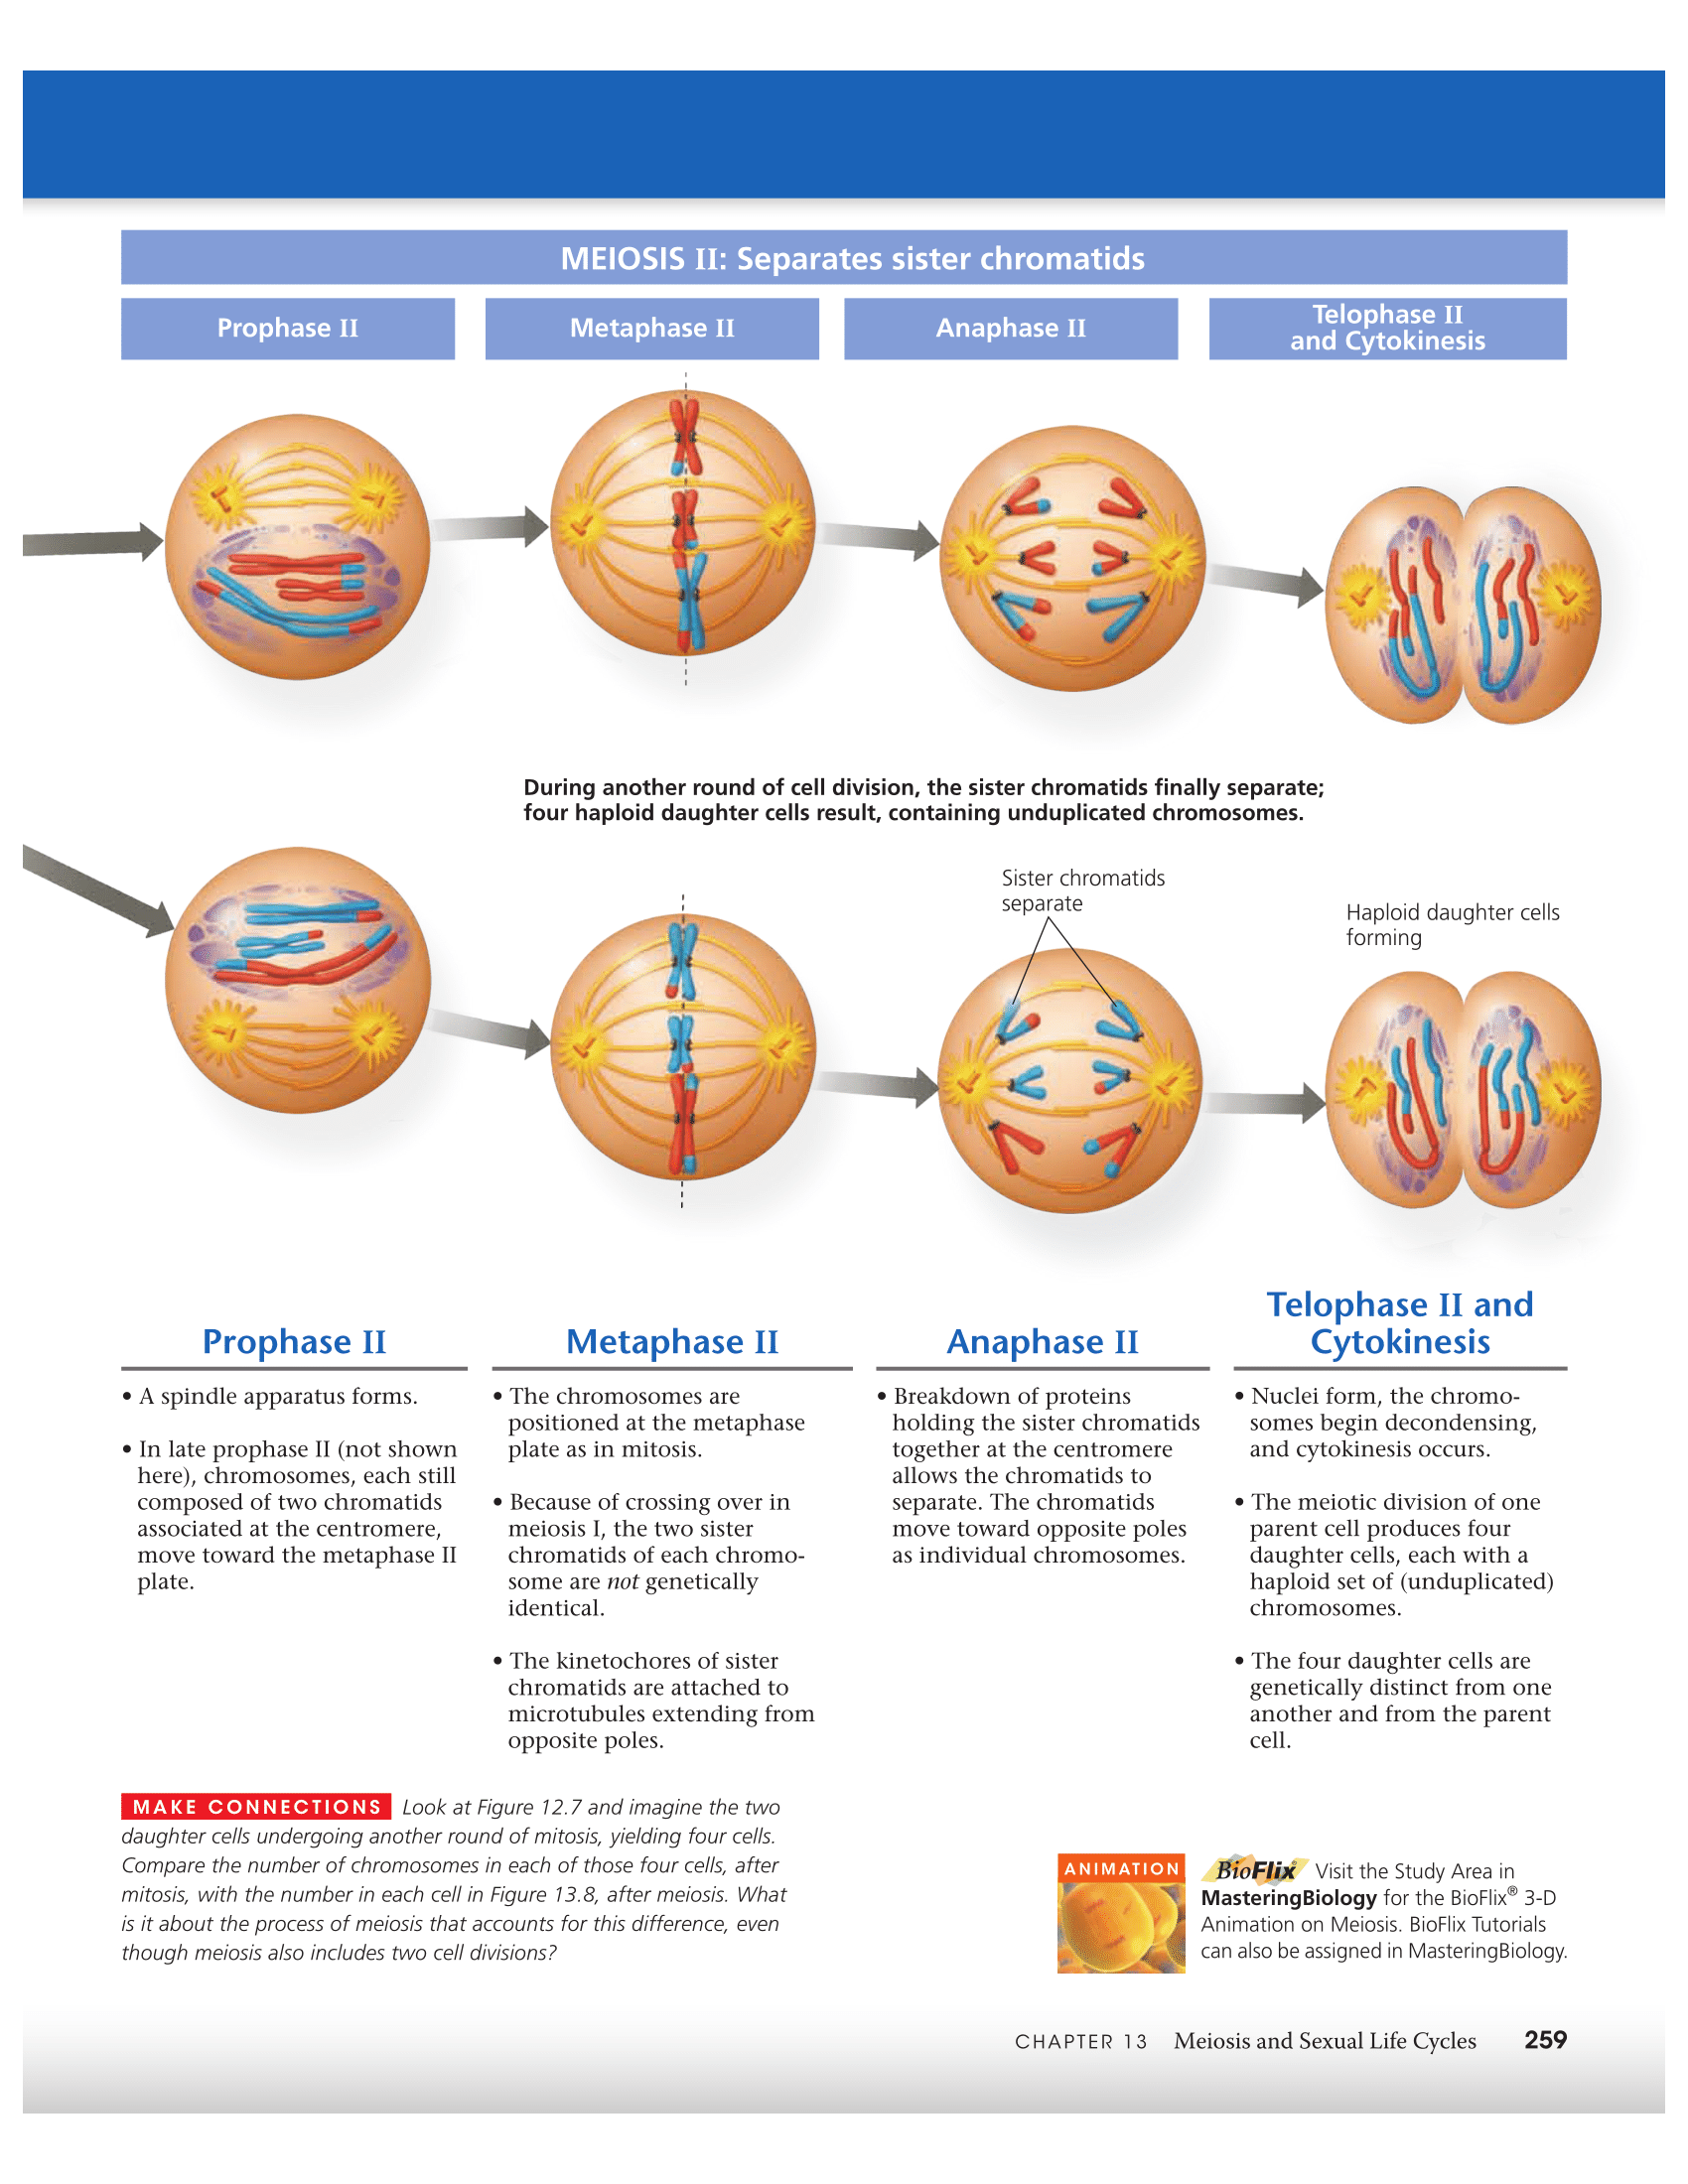 MEIOSIS II: Separates sister chromatids
Prophase II
Metaphase II
Anaphase II
Telophase II
and Cytokinesis
During another round of cell division, the sister chromatids finally separate;
four haploid daughter cells result, containing unduplicated chromosomes.
Sister chromatids
separate
Haploid daughter cells
forming
Prophase II
• A spindle apparatus forms.
• In late prophase II (not shown
here), chromosomes, each still
composed of two chromatids
associated at the centromere,
move toward the metaphase II
plate.
Metaphase II
• The chromosomes are
positioned at the metaphase
plate as in mitosis.
• Because of crossing over in
meiosis I, the two sister
chromatids of each chromo-
some are not genetically
identical.
• The kinetochores of sister
chromatids are attached to
microtubules extending from
opposite poles.
Anaphase II
• Breakdown of proteins
holding the sister chromatids
together at the centromere
allows the chromatids to
separate. The chromatids
move toward opposite poles
as individual chromosomes.
Telophase II and
Cytokinesis
• Nuclei form, the chromo-
somes begin decondensing,
and cytokinesis occurs.
• The meiotic division of one
parent cell produces four
daughter cells, each with a
haploid set of (unduplicated)
chromosomes.
• The four daughter cells are
genetically distinct from one
another and from the parent
cell.
MAKE CONNECTIONS Look at Figure 12.7 and imagine the two
daughter cells undergoing another round of mitosis, yielding four cells.
Compare the number of chromosomes in each of those four cells, after
mitosis, with the number in each cell in Figure 13.8, after meiosis. What
is it about the process of meiosis that accounts for this difference, even
though meiosis also includes two cell divisions?
ANIMATION
BioFlix® Visit the Study Area in
MasteringBiology for the BioFlix® 3-D
Animation on Meiosis. BioFlix Tutorials
can also be assigned in MasteringBiology.
CHAPTER 13 Meiosis and Sexual Life Cycles 259